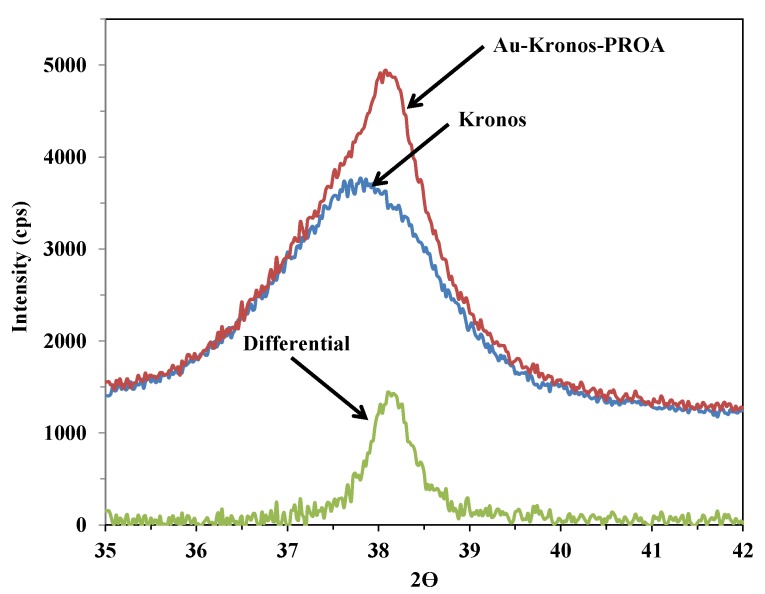 Au-Kronos-PROA
Kronos
Differential
Intensity (cps)
5000
4000
3000
2000
1000
0
35 36 37 38 39 40 41 42
2Θ